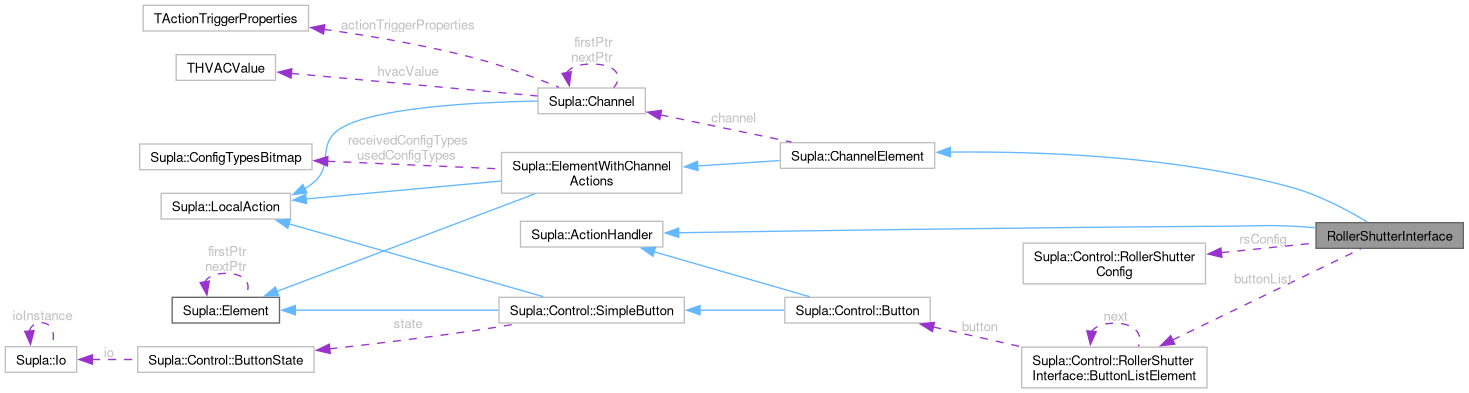 TActionTriggerProperties
actionTriggerProperties
firstPtr
nextPtr
THVACValue
hvacValue
Supla::Channel
channel
receivedConfigTypes
usedConfigTypes
Supla::ConfigTypesBitmap
Supla::ChannelElement
Supla::ElementWithChannel
Actions
Supla::LocalAction
Supla::ActionHandler
RollerShutterInterface
rsConfig
firstPtr
nextPtr
Supla::Control::RollerShutter
Config
buttonList
Supla::Element
Supla::Control::SimpleButton
Supla::Control::Button
ioInstance
state
button
next
Supla::Io
io
Supla::Control::ButtonState
Supla::Control::RollerShutter
Interface::ButtonListElement